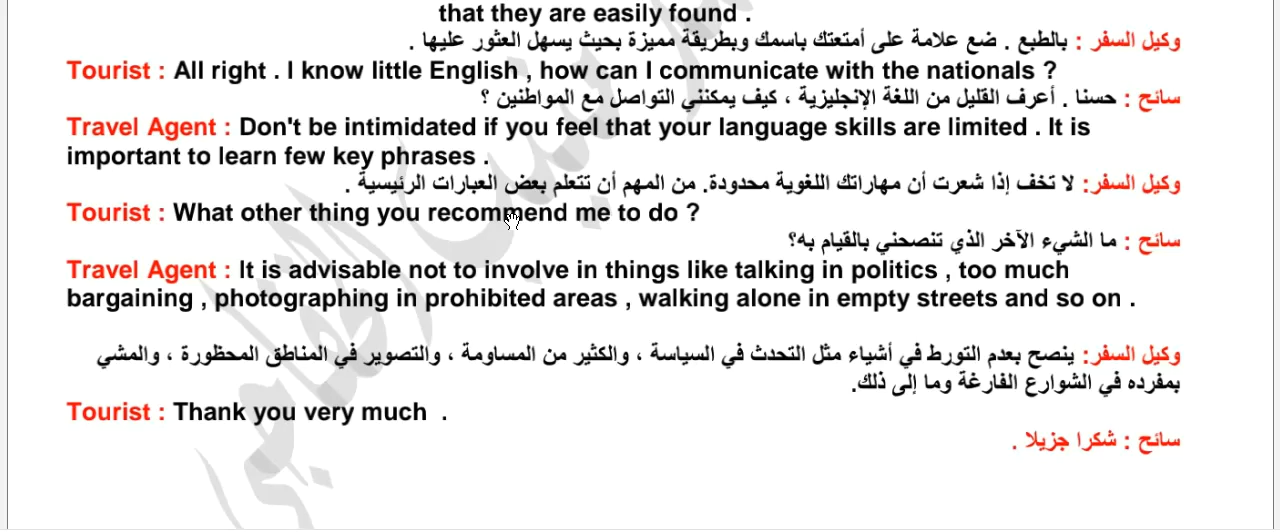 that they are easily found .
وكيل السفر : بالطبع . ضع علامة على أمتعتك باسمك وبطريقة مميزة بحيث يسهل العثور عليها .
Tourist : All right . I know little English , how can I communicate with the nationals ?
سائح : حسنا . أعرف القليل من اللغة الإنجليزية ، كيف يمكنني التواصل مع المواطنين ؟
Travel Agent : Don't be intimidated if you feel that your language skills are limited . It is
important to learn few key phrases .
وكيل السفر: لا تخف إذا شعرت أن مهاراتك اللغوية محدودة. من المهم أن تتعلم بعض العبارات الرئيسية .
Tourist : What other thing you recommend me to do ?
سائح : ما الشيء الآخر الذي تنصحني بالقيام به؟
Travel Agent : It is advisable not to involve in things like talking in politics , too much
bargaining , photographing in prohibited areas , walking alone in empty streets and so on .
وكيل السفر: ينصح بعدم التورط في أشياء مثل التحدث في السياسة ، والكثير من المساومة ، والتصوير في المناطق المحظورة ، والمشي
بمفرده في الشوارع الفارغة وما إلى ذلك.
Tourist : Thank you very much .
سائح : شكرا جزيلا .